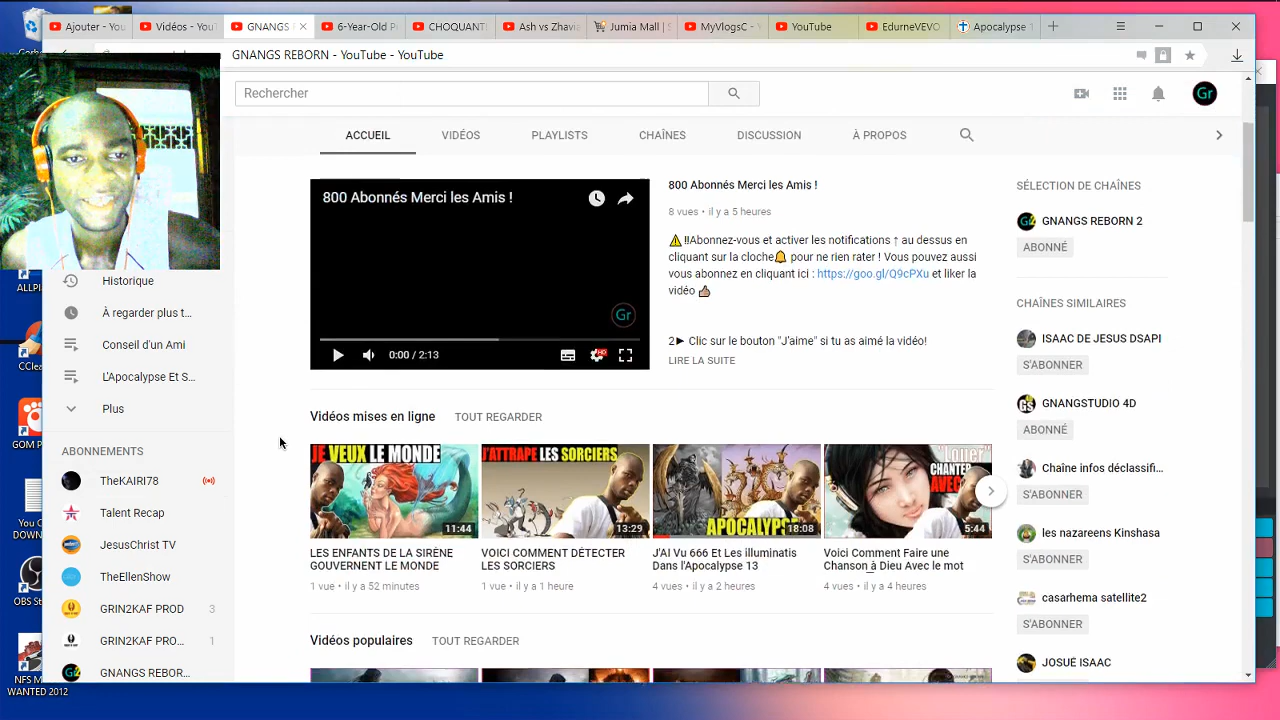 Ajouter - You
Vidéos - You
GNANGS F
6-Year-Old P
CHOQUANT
Ash vs Zhavia
Jumia Mall | S
MyVlogsC - Y
YouTube
EdurneVEVO
Apocalypse 1
GNANGS REBORN - YouTube - YouTube
Rechercher
Gr
ACCUEIL
VIDÉOS
PLAYLISTS
CHAÎNES
DISCUSSION
À PROPOS
800 Abonnés Merci les Amis !
Gr
0:00 / 2:13
HD
800 Abonnés Merci les Amis !
8 vues • il y a 5 heures
⚠!!Abonnez-vous et activer les notifications ↑ au dessus en
cliquant sur la cloche🔔 pour ne rien rater ! Vous pouvez aussi
vous abonnez en cliquant ici : https://goo.gl/Q9cPXu et liker la
vidéo 👍
2► Clic sur le bouton "J'aime" si tu as aimé la vidéo!
LIRE LA SUITE
SÉLECTION DE CHAÎNES
GNANGS REBORN 2
ABONNÉ
CHAÎNES SIMILAIRES
ISAAC DE JESUS DSAPI
S'ABONNER
GNANGSTUDIO 4D
ABONNÉ
Chaîne infos déclassifi...
S'ABONNER
les nazareens Kinshasa
S'ABONNER
casarhema satellite2
S'ABONNER
JOSUÉ ISAAC
Historique
À regarder plus t...
Conseil d'un Ami
L'Apocalypse Et S...
Plus
ABONNEMENTS
TheKAIRI78
Talent Recap
JesusChrist TV
TheEllenShow
GRIN2KAF PROD 3
GRIN2KAF PRO... 1
GNANGS REBOR...
Vidéos mises en ligne
TOUT REGARDER
JE VEUX LE MONDE
11:44
LES ENFANTS DE LA SIRÈNE
GOUVERNENT LE MONDE
1 vue • il y a 52 minutes
J'ATTRAPE LES SORCIERS
13:29
VOICI COMMENT DÉTECTER
LES SORCIERS
1 vue • il y a 1 heure
APOCALYPSE
18:08
J'AI Vu 666 Et Les illuminatis
Dans l'Apocalypse 13
4 vues • il y a 2 heures
"Louer"
CHANTER
AVEC
5:44
Voici Comment Faire une
Chanson à Dieu Avec le mot
4 vues • il y a 4 heures
Vidéos populaires
TOUT REGARDER
ALLPI
CClea
GOM P
You C
DOWN
OBS St
NFS M
WANTED 2012